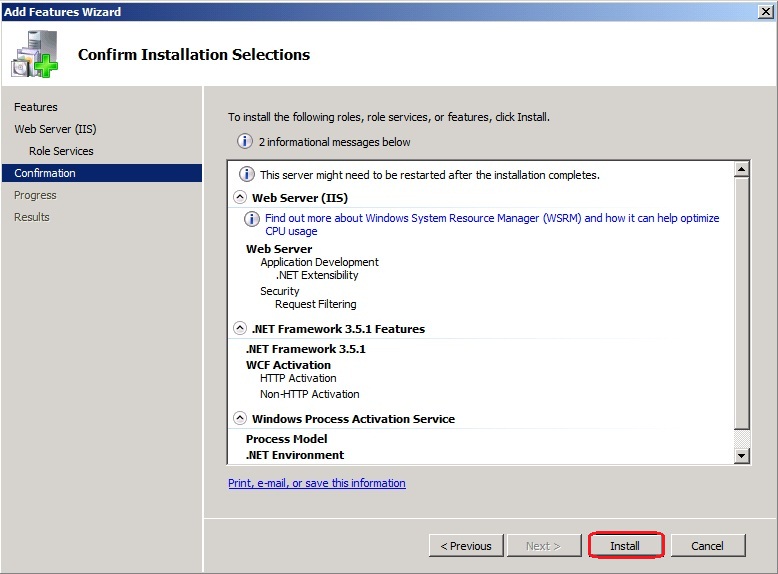 Add Features Wizard
Confirm Installation Selections
Features
Web Server (IIS)
Role Services
Confirmation
Progress
Results
To install the following roles, role services, or features, click Install.
2 informational messages below
This server might need to be restarted after the installation completes.
Web Server (IIS)
Find out more about Windows System Resource Manager (WSRM) and how it can help optimize
CPU usage
Web Server
Application Development
.NET Extensibility
Security
Request Filtering
.NET Framework 3.5.1 Features
.NET Framework 3.5.1
WCF Activation
HTTP Activation
Non-HTTP Activation
Windows Process Activation Service
Process Model
.NET Environment
Print, e-mail, or save this information
< Previous
Next >
Install
Cancel